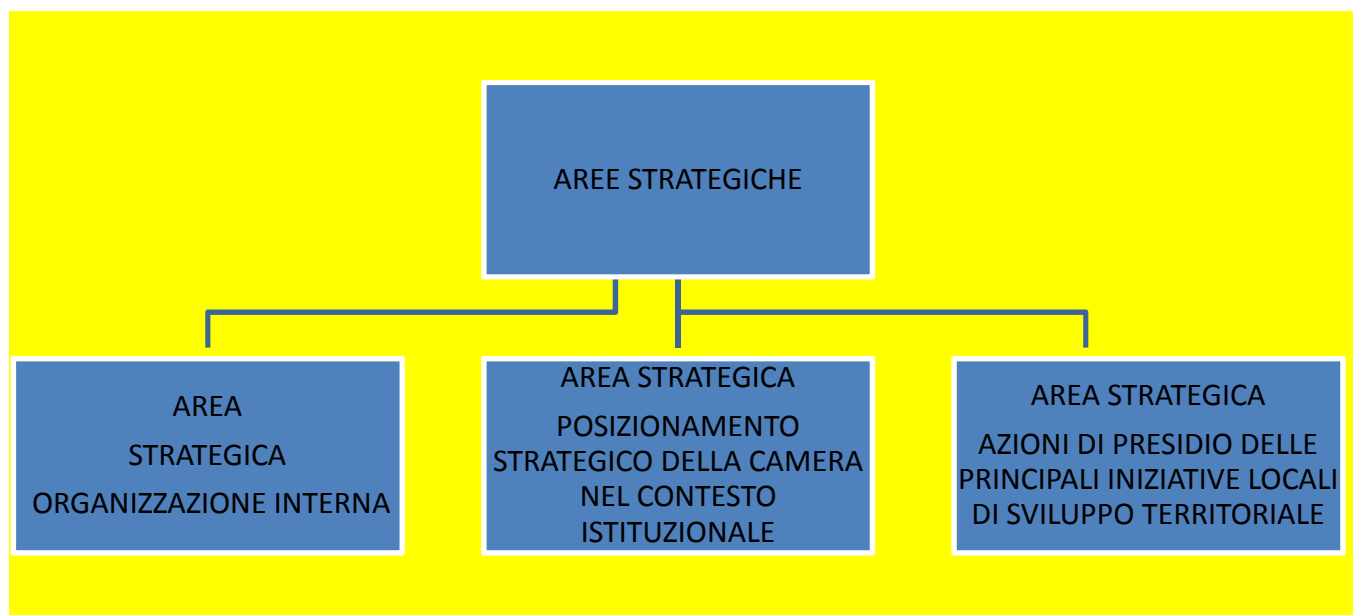 AREE STRATEGICHE
AREA
STRATEGICA
ORGANIZZAZIONE INTERNA
AREA STRATEGICA
POSIZIONAMENTO
STRATEGICO DELLA CAMERA
NEL CONTESTO
ISTITUZIONALE
AREA STRATEGICA
AZIONI DI PRESIDIO DELLE
PRINCIPALI INIZIATIVE LOCALI
DI SVILUPPO TERRITORIALE